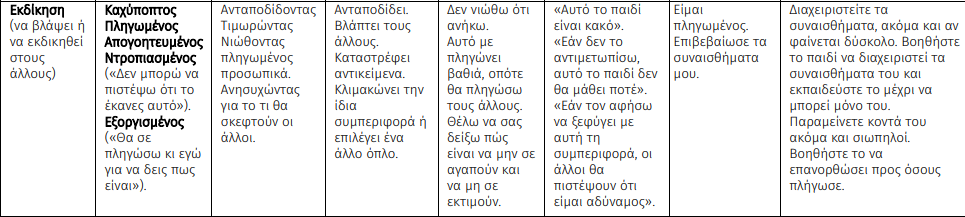 Εκδίκηση
(να βλάψει ή
να εκδικηθεί
στους
άλλους)
Καχύποπτος
Πληγωμένος
Απογοητευμένος
Ντροπιασμένος
(«Δεν μπορώ να
πιστέψω ότι το
έκανες αυτό»).
Εξοργισμένος
(«Θα σε
πληγώσω κι εγώ
για να δεις πως
είναι»).
Ανταποδίδοντας
Τιμωρώντας
Νιώθοντας
πληγωμένος
προσωπικά.
Ανησυχώντας
για το τι θα
σκεφτούν οι
άλλοι.
Ανταποδίδει.
Βλάπτει τους
άλλους.
Καταστρέφει
αντικείμενα.
Κλιμακώνει την
ίδια
συμπεριφορά ή
επιλέγει ένα
άλλο όπλο.
Δεν νιώθω ότι
ανήκω.
Αυτό με
πληγώνει
βαθιά, οπότε
θα πληγώσω
τους άλλους.
Θέλω να σας
δείξω πώς
είναι να μην σε
αγαπούν και
να μη σε
εκτιμούν.
«Αυτό το παιδί
είναι κακό».
«Εάν δεν το
αντιμετωπίσω,
αυτό το παιδί δεν
θα μάθει ποτέ».
«Εάν τον αφήσω
να ξεφύγει με
αυτή τη
συμπεριφορά, οι
άλλοι θα
πιστέψουν ότι
είμαι αδύναμος».
Είμαι
πληγωμένος.
Επιβεβαίωσε τα
συναισθήματά
μου.
Διαχειριστείτε τα
συναισθήματα, ακόμα και αν
φαίνεται δύσκολο. Βοηθήστε
το παιδί να διαχειριστεί τα
συναισθήματα του και
εκπαιδεύστε το μέχρι να
μπορεί μόνο του.
Παραμείνετε κοντά του
ακόμα και σιωπηλοί.
Βοηθήστε το να
επανορθώσει προς όσους
πλήγωσε.